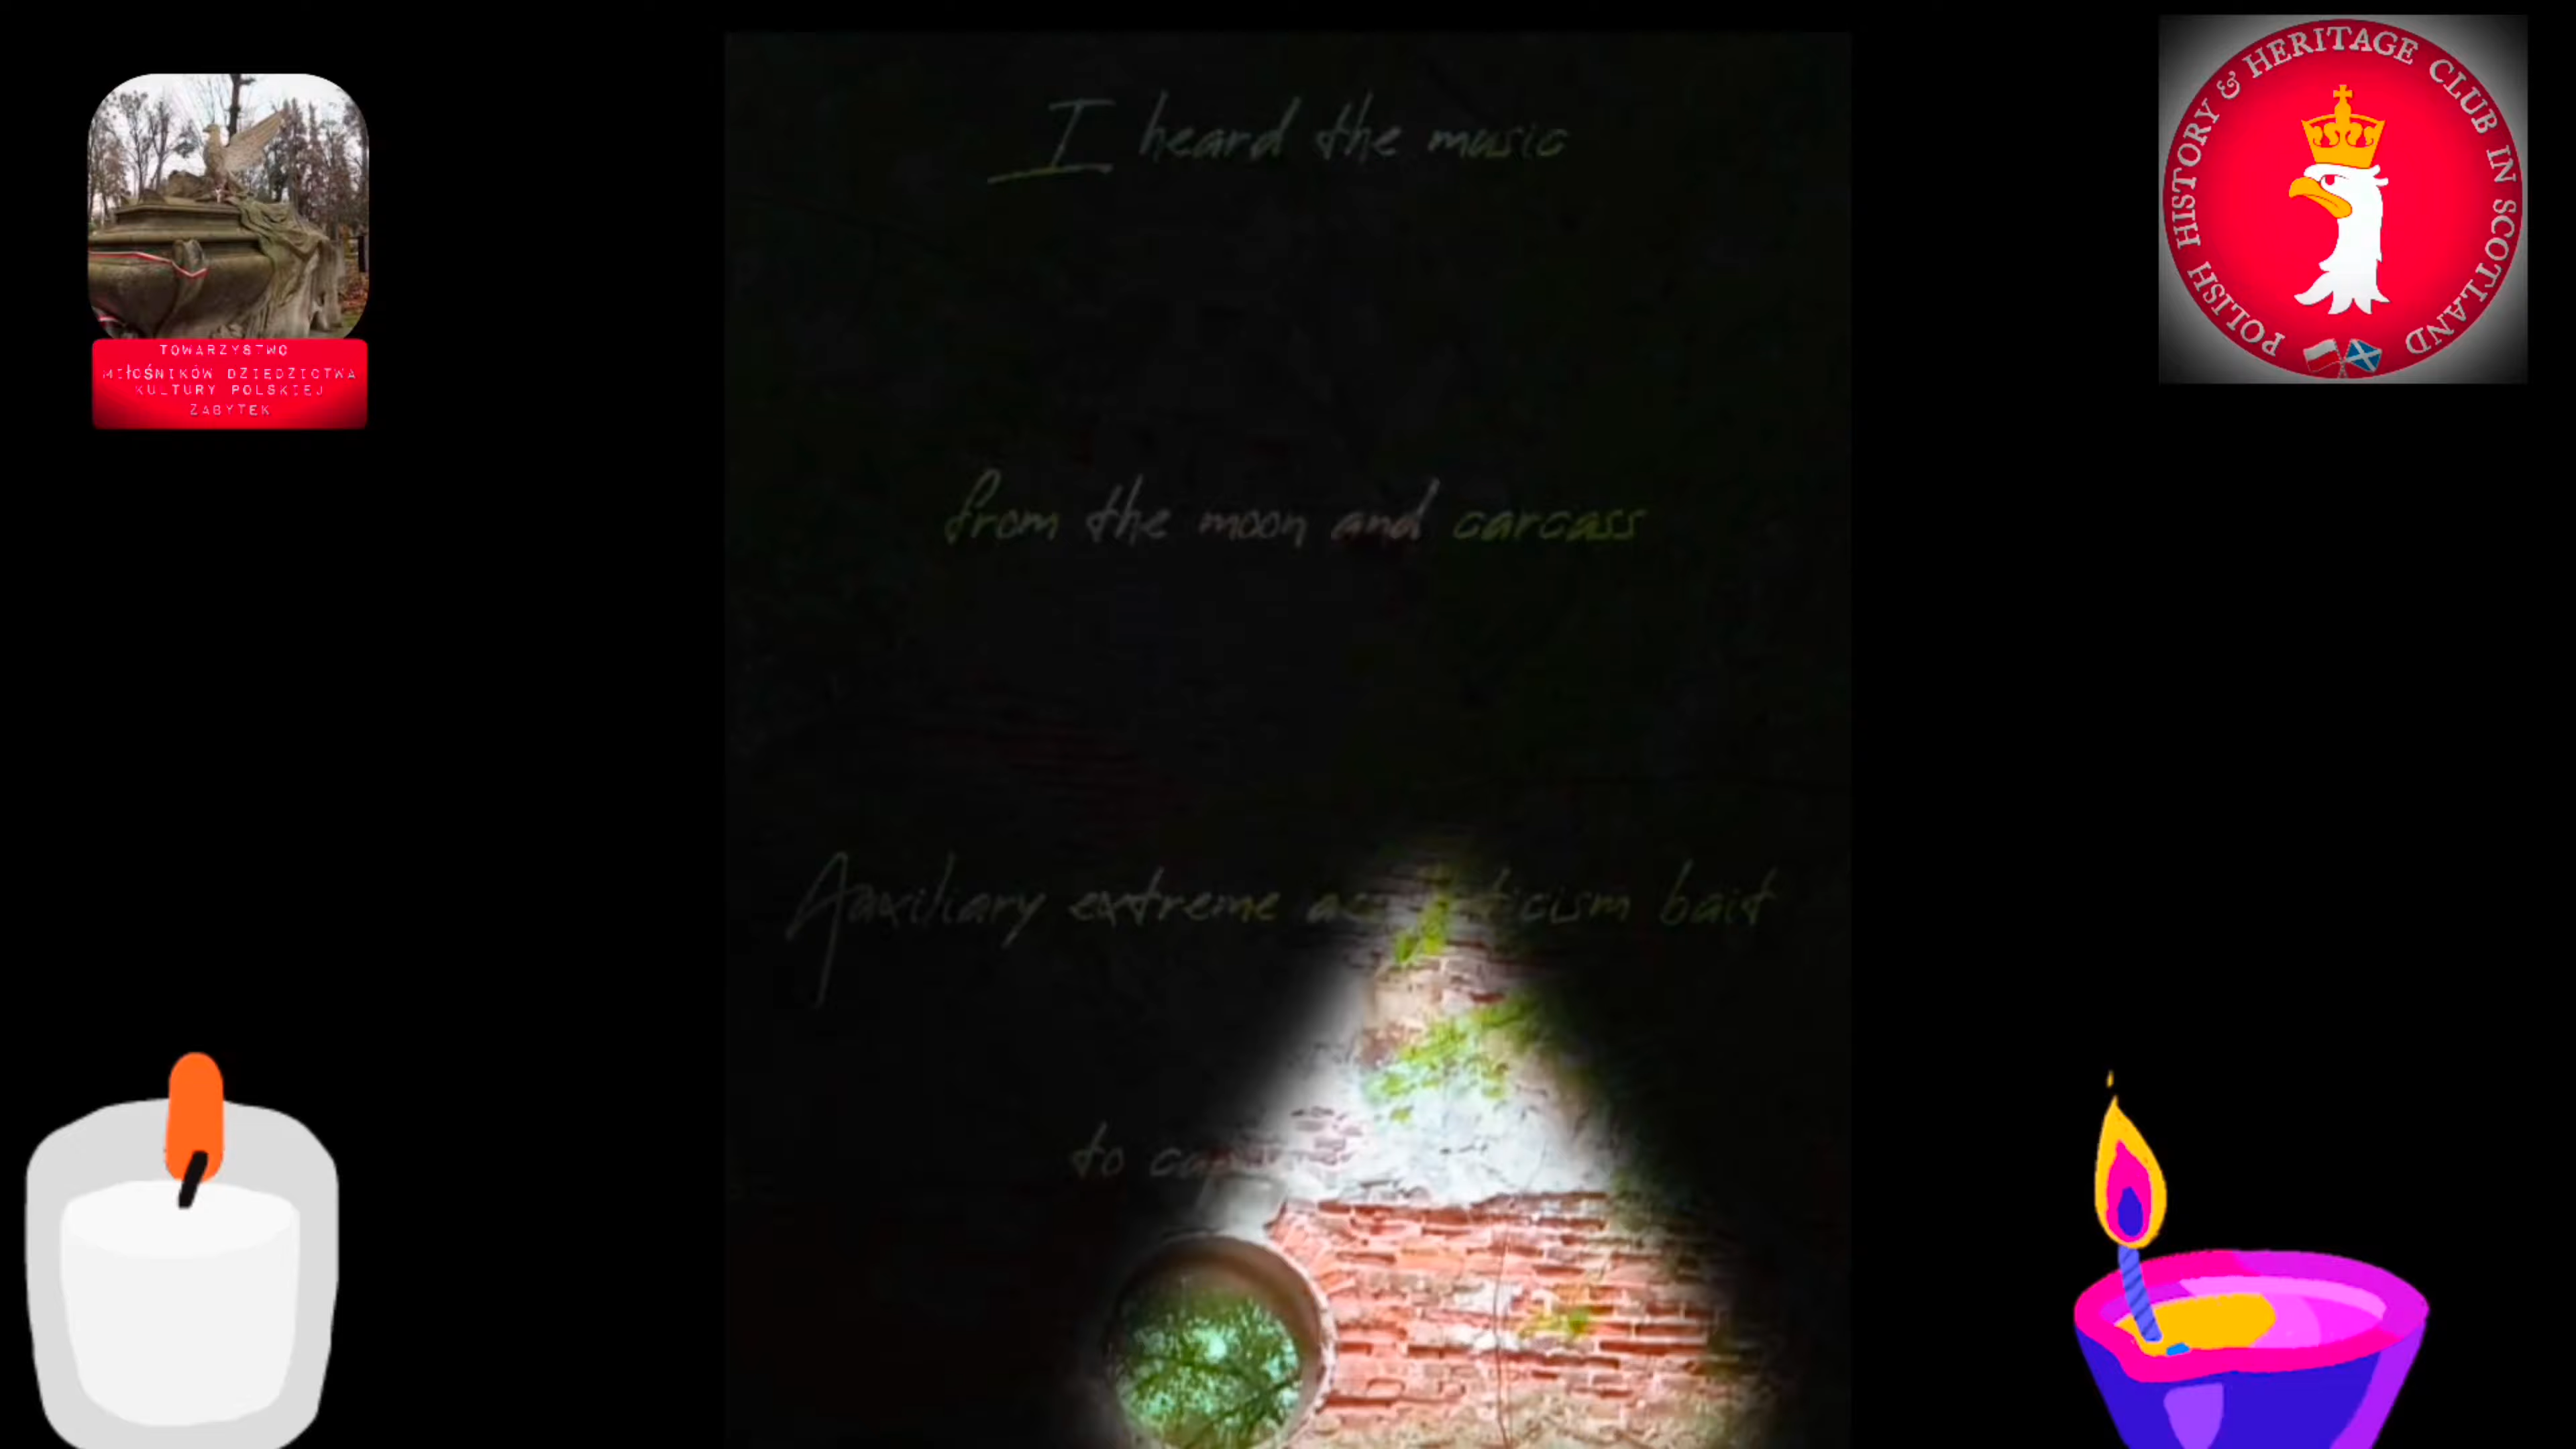 TOWARZYSTWO
MIŁOŚNIKÓW DZIEDZICTWA
KULTURY POLSKIEJ
ZABYTEK
POLISH HISTORY & HERITAGE CLUB IN SCOTLAND
I heard the music
from the moon and carcass
Auxiliary extreme bait
to